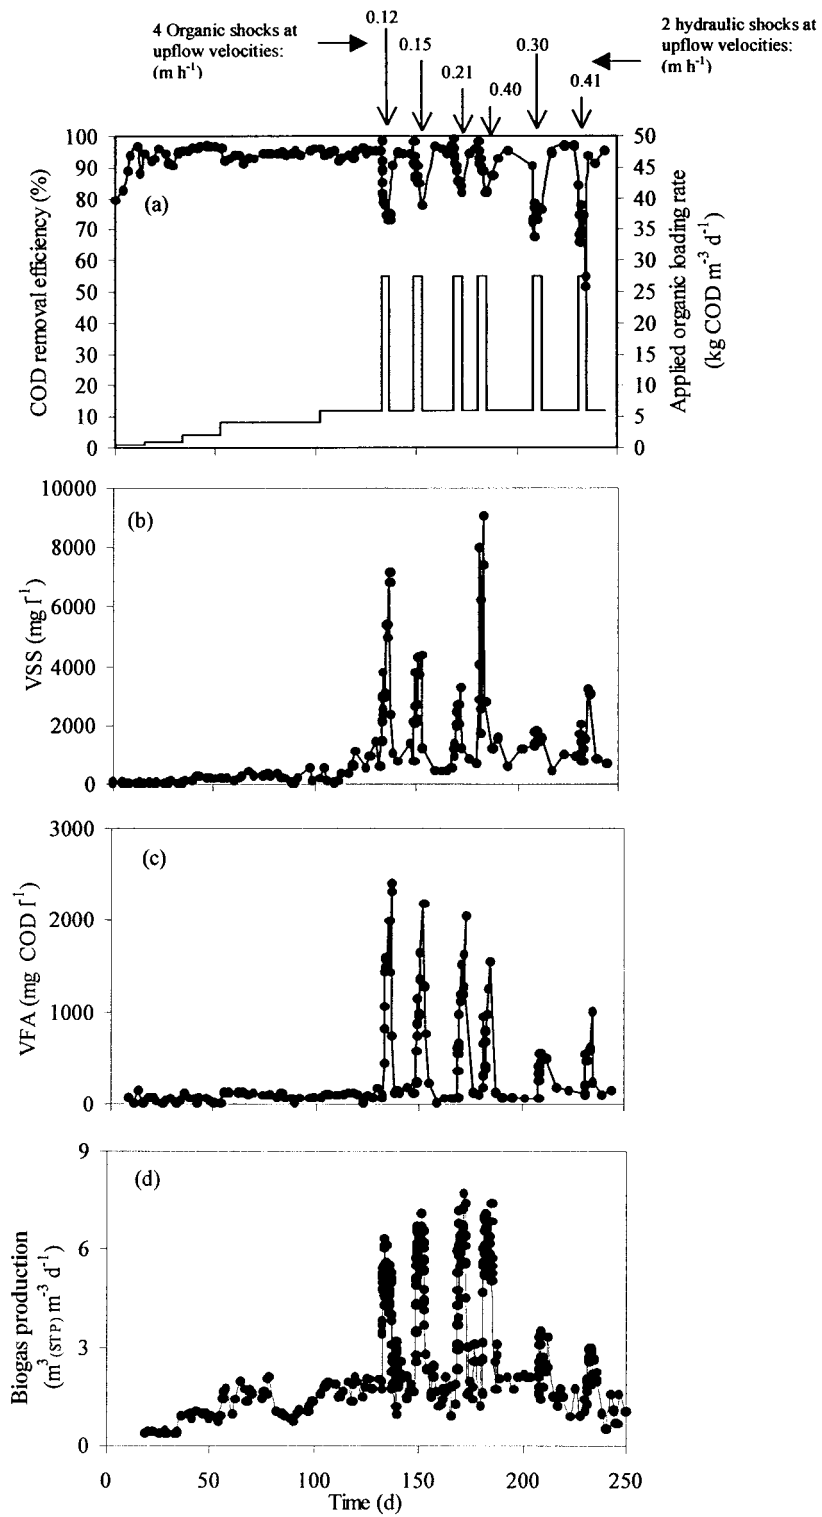 4 Organic shocks at
upflow velocities:
(m h⁻¹)
0.12
0.15
0.21
0.40
0.30
0.41
2 hydraulic shocks at
upflow velocities:
(m h⁻¹)
COD removal efficiency (%)
100
90
80
70
60
50
40
30
20
10
0
(a)
50
45
40
35
30
25
20
15
10
5
0
Applied organic loading rate
(kg COD m⁻³ d⁻¹)
VSS (mg l⁻¹)
10000
8000
6000
4000
2000
0
(b)
VFA (mg COD l⁻¹)
3000
2000
1000
0
(c)
Biogas production
(m³(STP) m⁻³ d⁻¹)
9
6
3
0
(d)
0
50
100
150
200
250
Time (d)